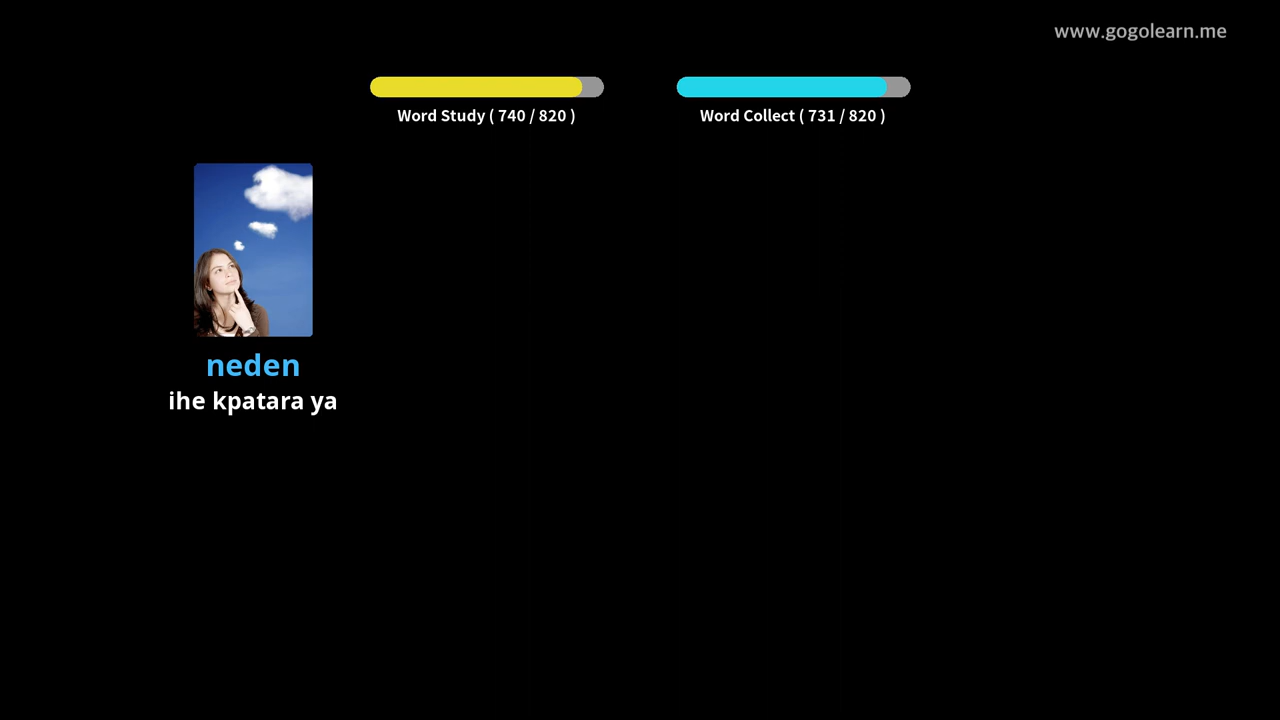 www.gogolearn.me
Word Study ( 740 / 820 )
Word Collect ( 731 / 820 )
neden
ihe kpatara ya